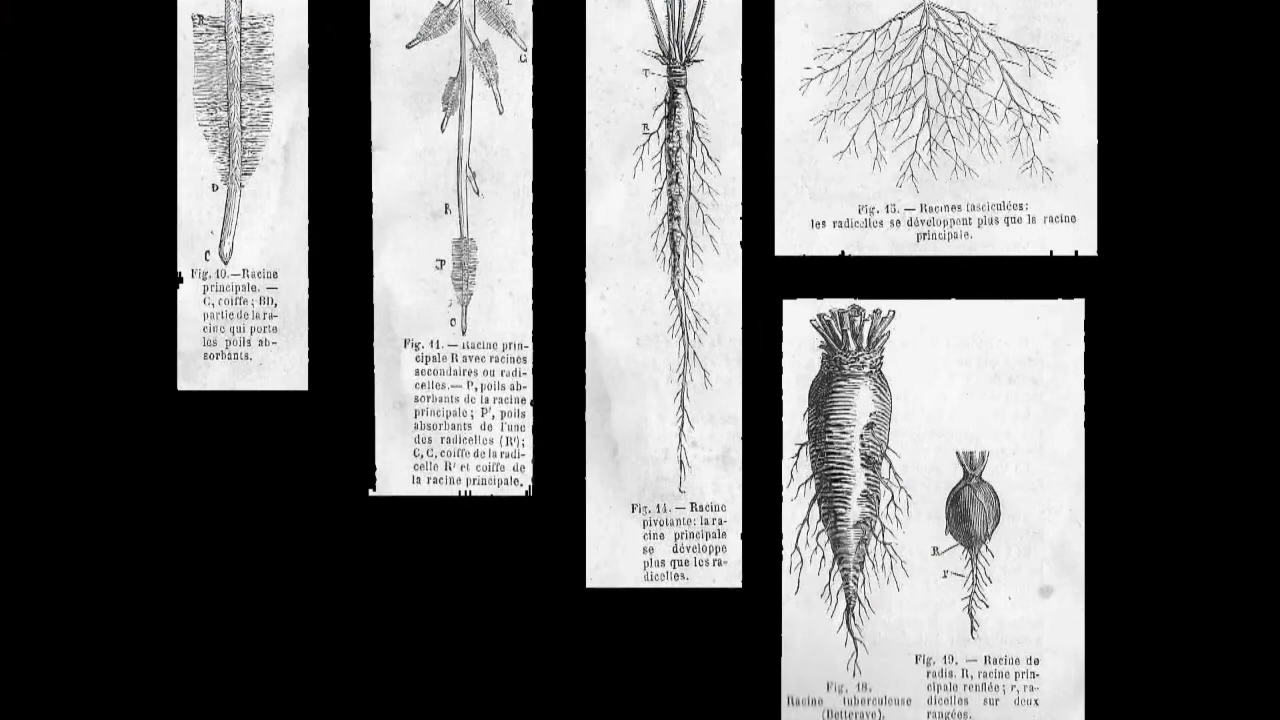 B
D
C
Fig. 10.—Racine
principale. —
C, coiffe ; BD,
partie de la ra-
cine qui porte
les poils ab-
sorbants.
C
R
P
C
Fig. 11. — Racine prin-
cipale R avec racines
secondaires ou radi-
celles.— P, poils ab-
sorbants de la racine
principale ; P', poils
absorbants de l'une
des radicelles (R');
C, C, coiffe de la radi-
celle R' et coiffe de
la racine principale.
T
R
Fig. 14. — Racine
pivotante: la ra-
cine principale
se développe
plus que les ra-
dicelles.
Fig. 15. — Racines fasciculées:
les radicelles se développent plus que la racine
principale.
Fig. 18.
Racine tuberculeuse
(Betterave).
R
r
Fig. 19. — Racine de
radis. R, racine prin-
cipale renflée ; r, ra-
dicelles sur deux
rangées.